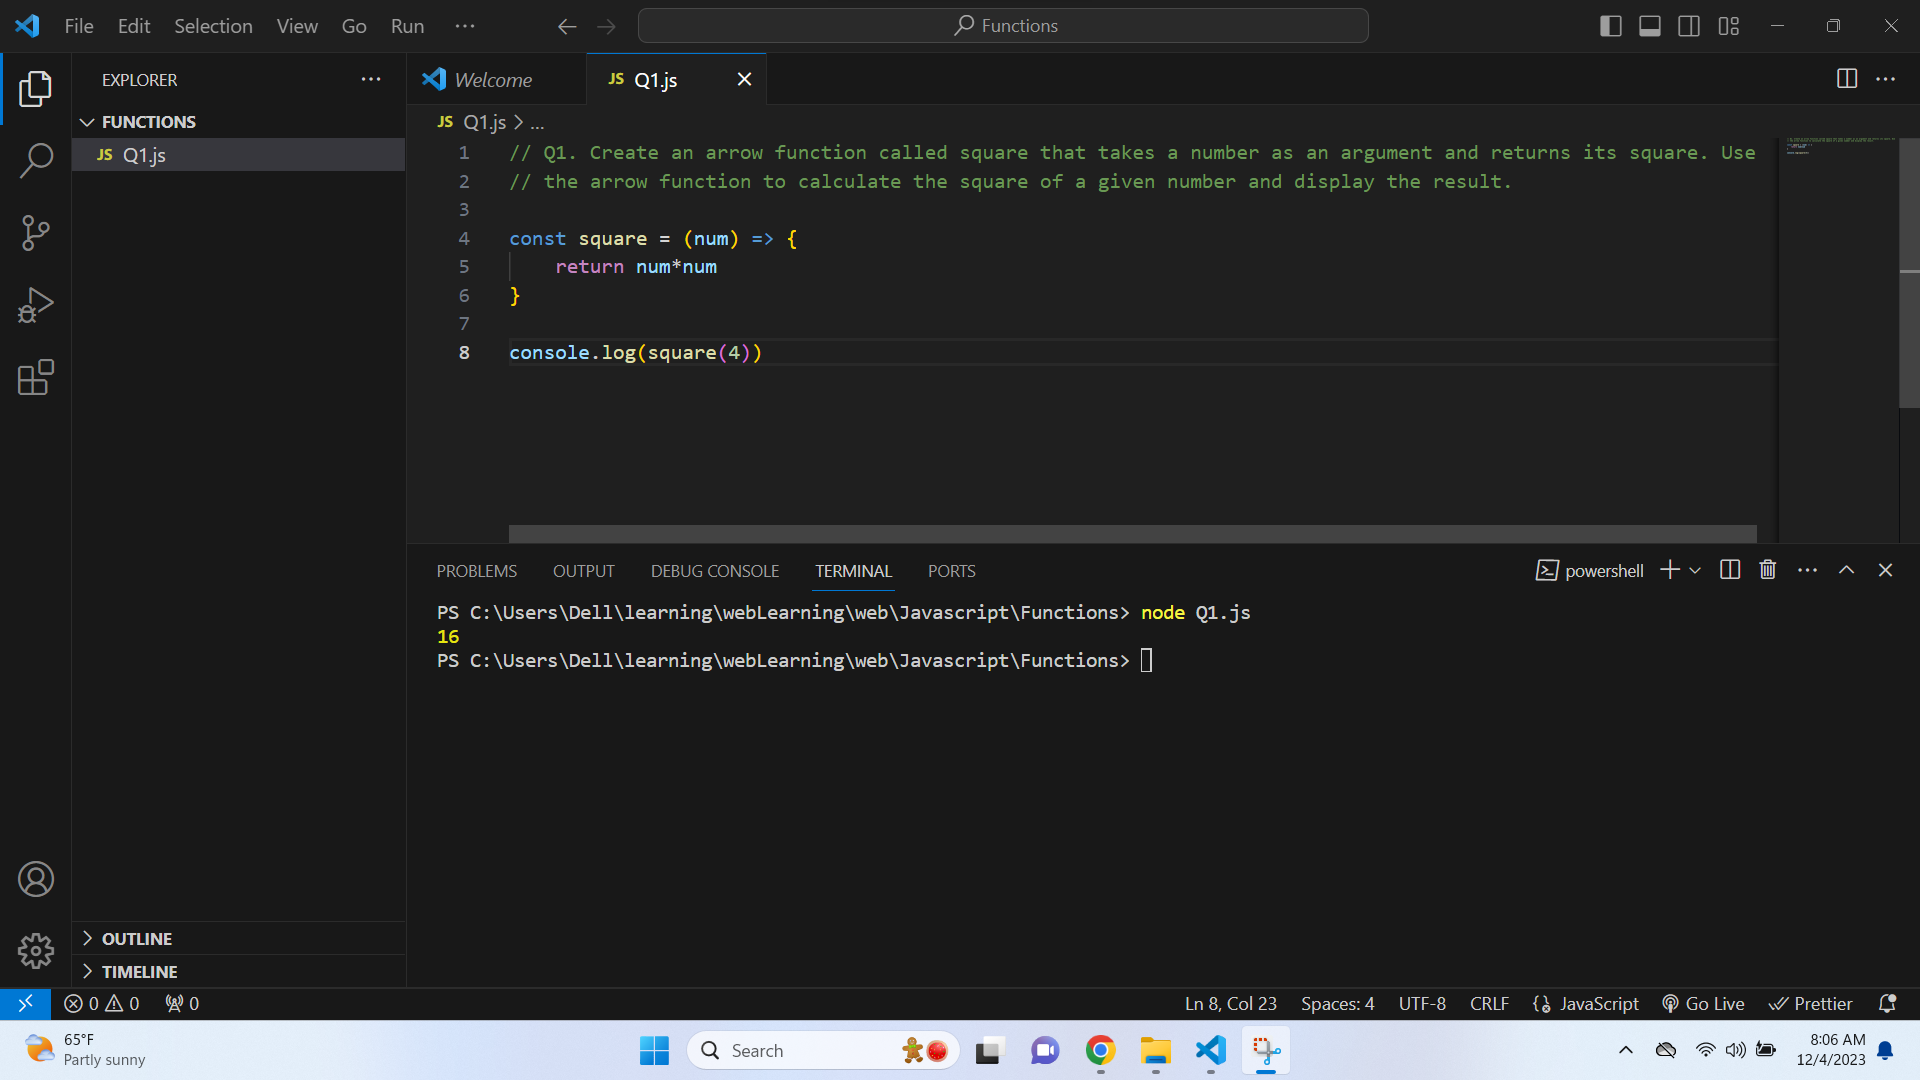 File Edit Selection View Go Run ... Functions
EXPLORER ...
FUNCTIONS
JS Q1.js
Welcome
JS Q1.js
JS Q1.js > ...
1 // Q1. Create an arrow function called square that takes a number as an argument and returns its square. Use
2 // the arrow function to calculate the square of a given number and display the result.
3
4 const square = (num) => {
5 return num*num
6 }
7
8 console.log(square(4))
PROBLEMS OUTPUT DEBUG CONSOLE TERMINAL PORTS powershell
PS C:\Users\Dell\learning\webLearning\web\Javascript\Functions> node Q1.js
16
PS C:\Users\Dell\learning\webLearning\web\Javascript\Functions>
OUTLINE
TIMELINE
0 0 0 Ln 8, Col 23 Spaces: 4 UTF-8 CRLF JavaScript Go Live Prettier
65°F
Partly sunny
Search
8:06 AM
12/4/2023